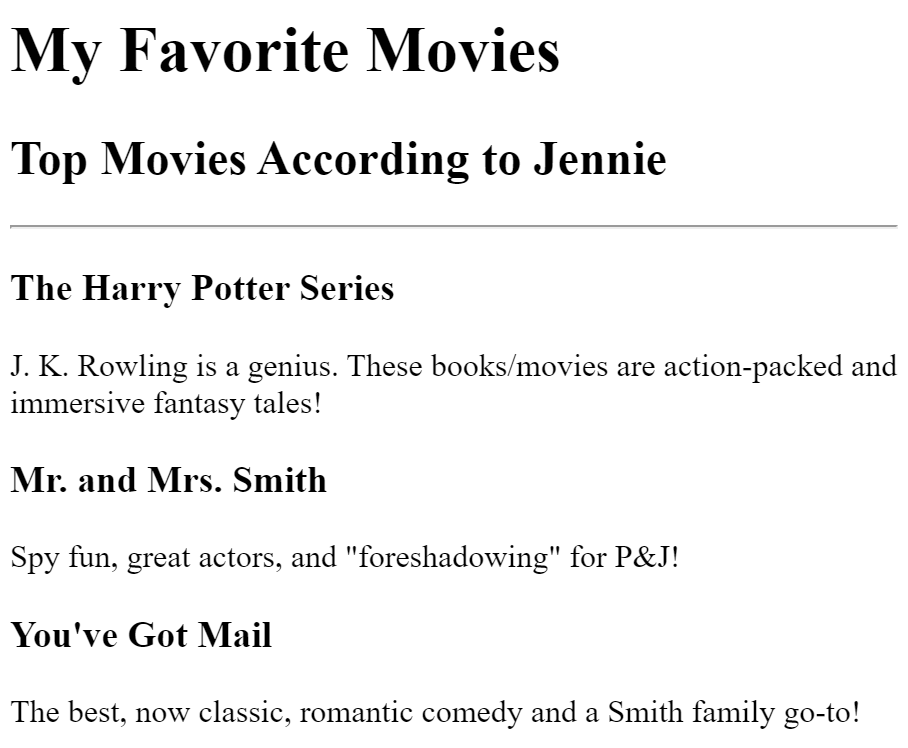 My Favorite Movies
Top Movies According to Jennie
The Harry Potter Series
J. K. Rowling is a genius. These books/movies are action-packed and
immersive fantasy tales!
Mr. and Mrs. Smith
Spy fun, great actors, and "foreshadowing" for P&J!
You've Got Mail
The best, now classic, romantic comedy and a Smith family go-to!